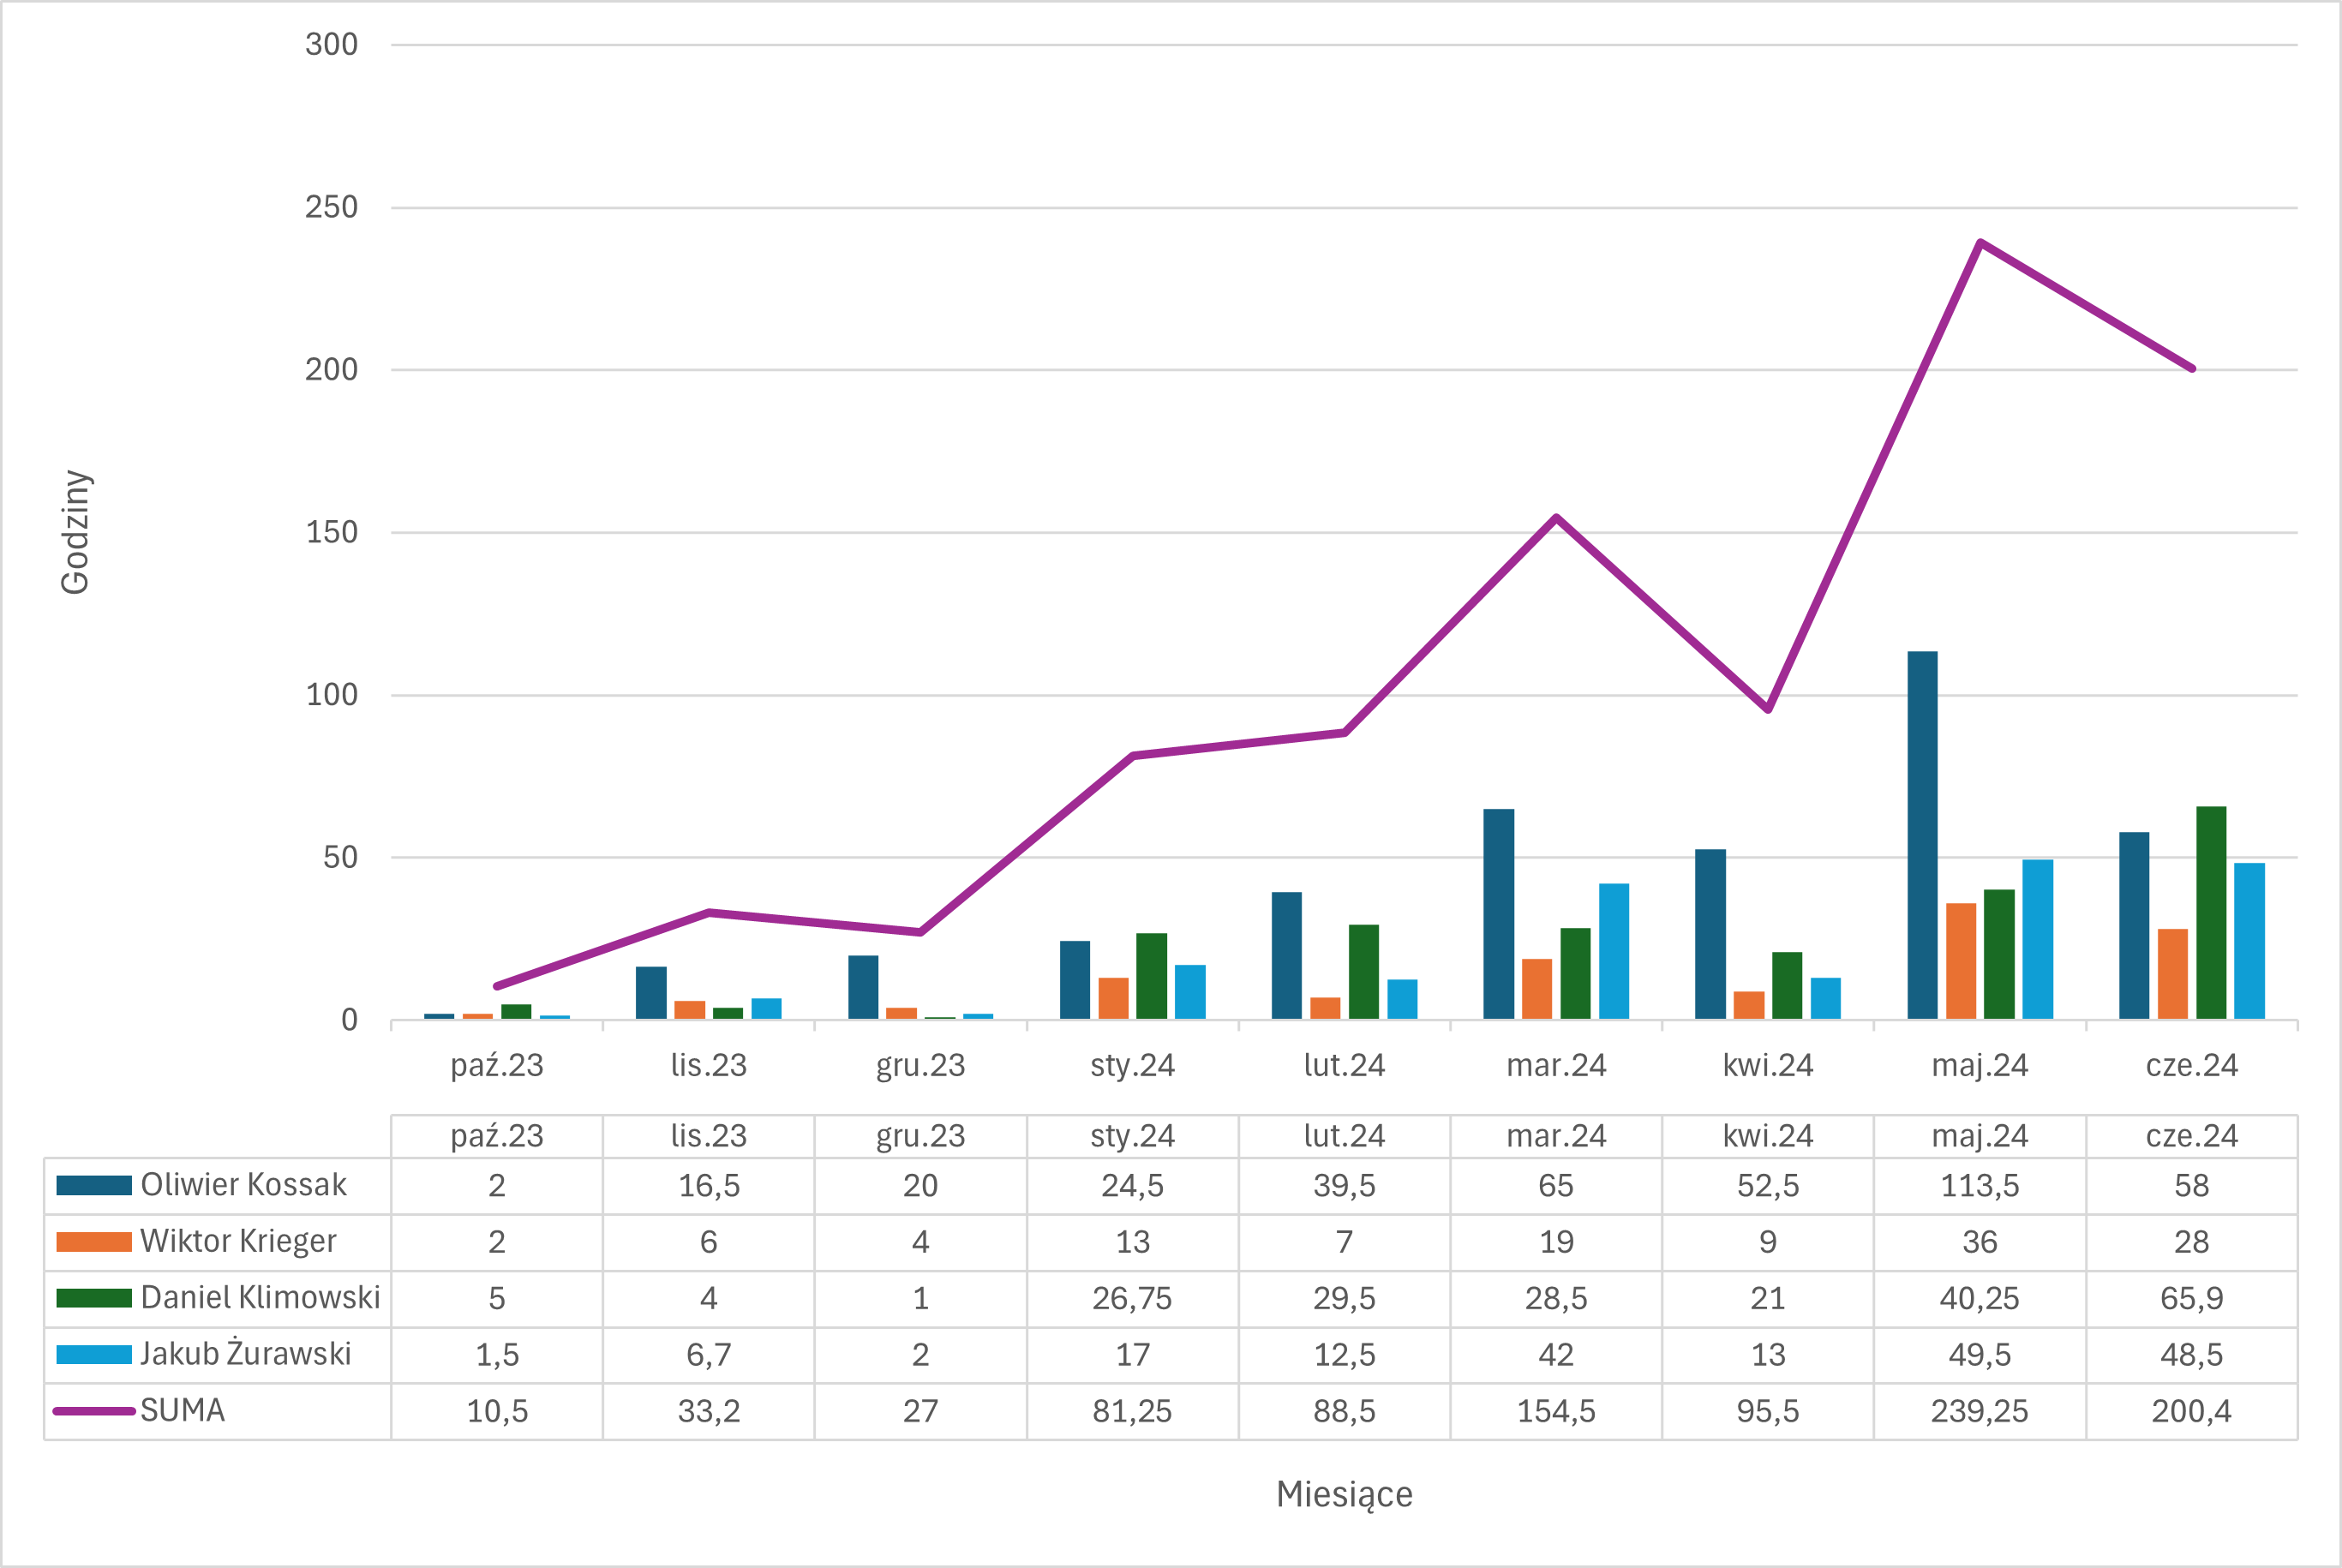 300
250
200
150
100
50
0
Godziny
paź.23 lis.23 gru.23 sty.24 lut.24 mar.24 kwi.24 maj.24 cze.24
paź.23 lis.23 gru.23 sty.24 lut.24 mar.24 kwi.24 maj.24 cze.24
Oliwier Kossak 2 16,5 20 24,5 39,5 65 52,5 113,5 58
Wiktor Krieger 2 6 4 13 7 19 9 36 28
Daniel Klimowski 5 4 1 26,75 29,5 28,5 21 40,25 65,9
Jakub Żurawski 1,5 6,7 2 17 12,5 42 13 49,5 48,5
SUMA 10,5 33,2 27 81,25 88,5 154,5 95,5 239,25 200,4
Miesiące